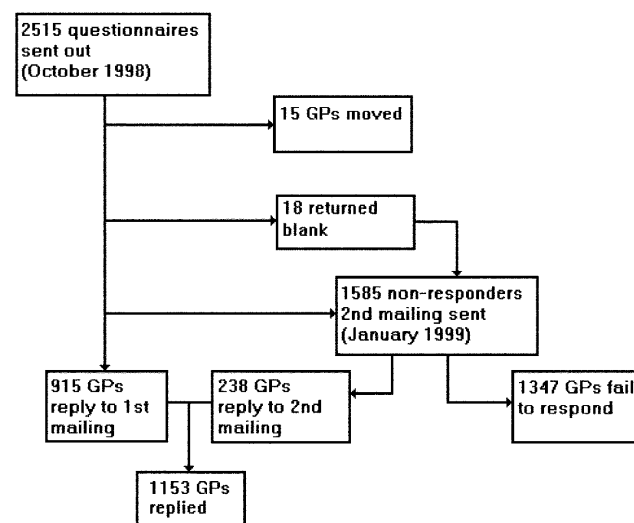 2515 questionnaires
sent out
(October 1998)
15 GPs moved
18 returned
blank
1585 non-responders
2nd mailing sent
(January 1999)
915 GPs
reply to 1st
mailing
238 GPs
reply to 2nd
mailing
1347 GPs fail
to respond
1153 GPs
replied